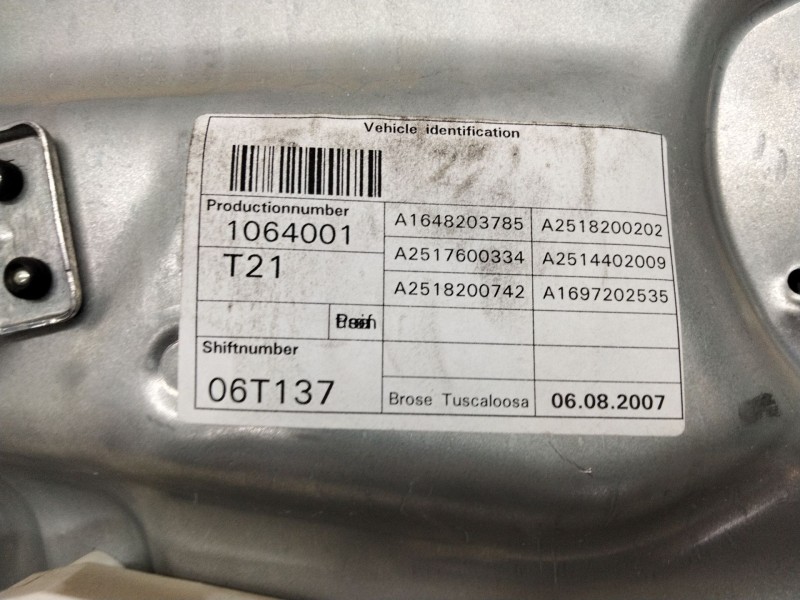 Vehicle identification
Productionnumber
1064001
A1648203785 A2518200202
T21
A2517600334 A2514402009
A2518200742 A1697202535
Shiftnumber
06T137
Brose Tuscaloosa 06.08.2007